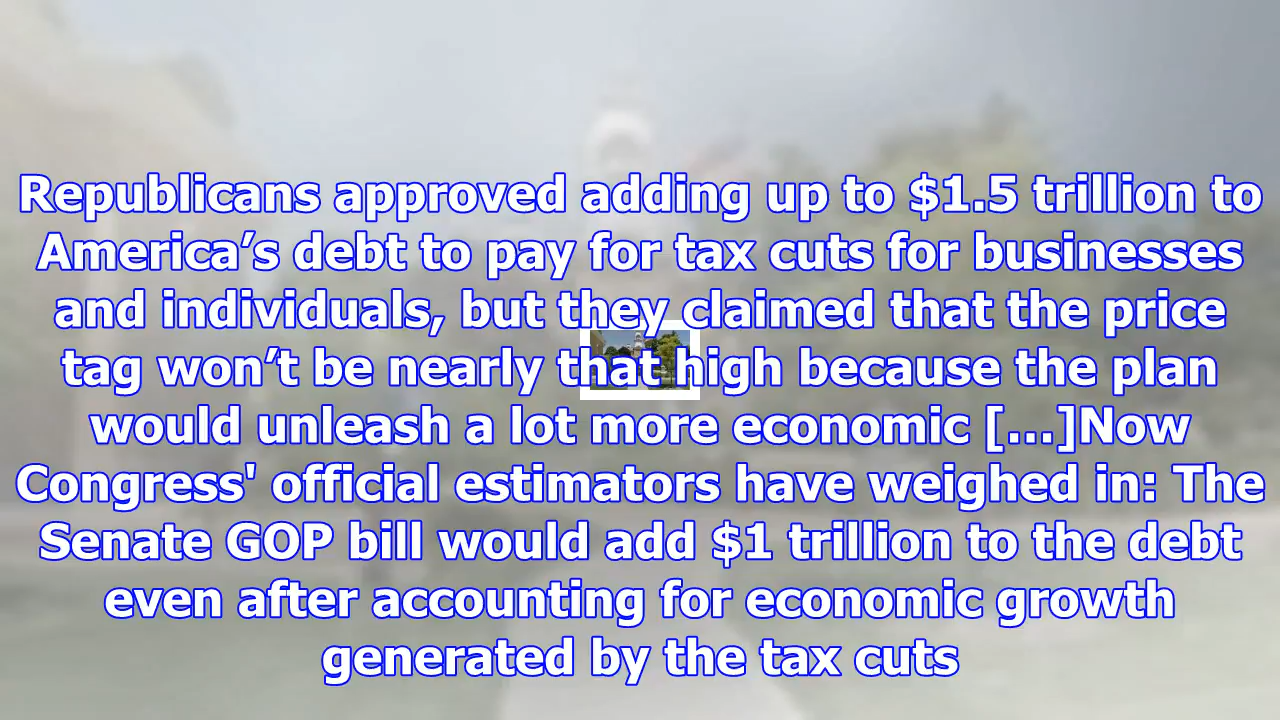 Republicans approved adding up to $1.5 trillion to
America’s debt to pay for tax cuts for businesses
and individuals, but they claimed that the price
tag won’t be nearly that high because the plan
would unleash a lot more economic [...]Now
Congress' official estimators have weighed in: The
Senate GOP bill would add $1 trillion to the debt
even after accounting for economic growth
generated by the tax cuts